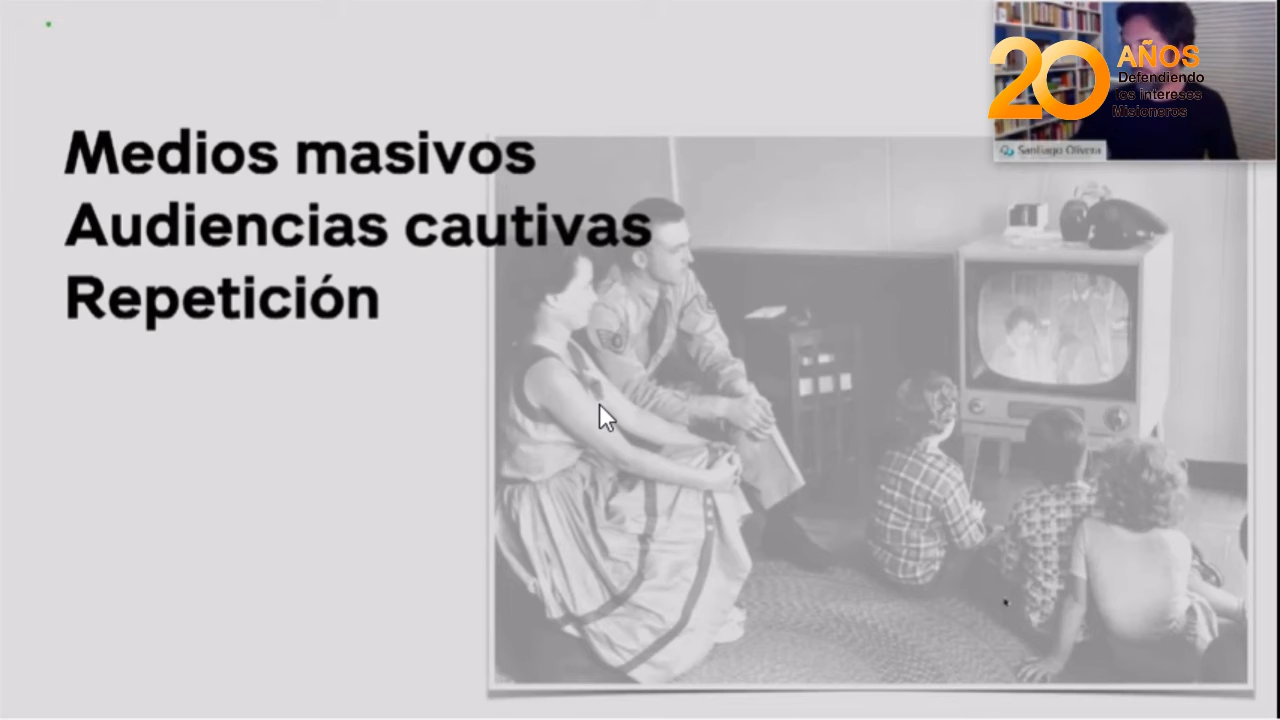 Medios masivos
Audiencias cautivas
Repetición
20 AÑOS
Defendiendo
los intereses
Misioneros
Santiago Olivera